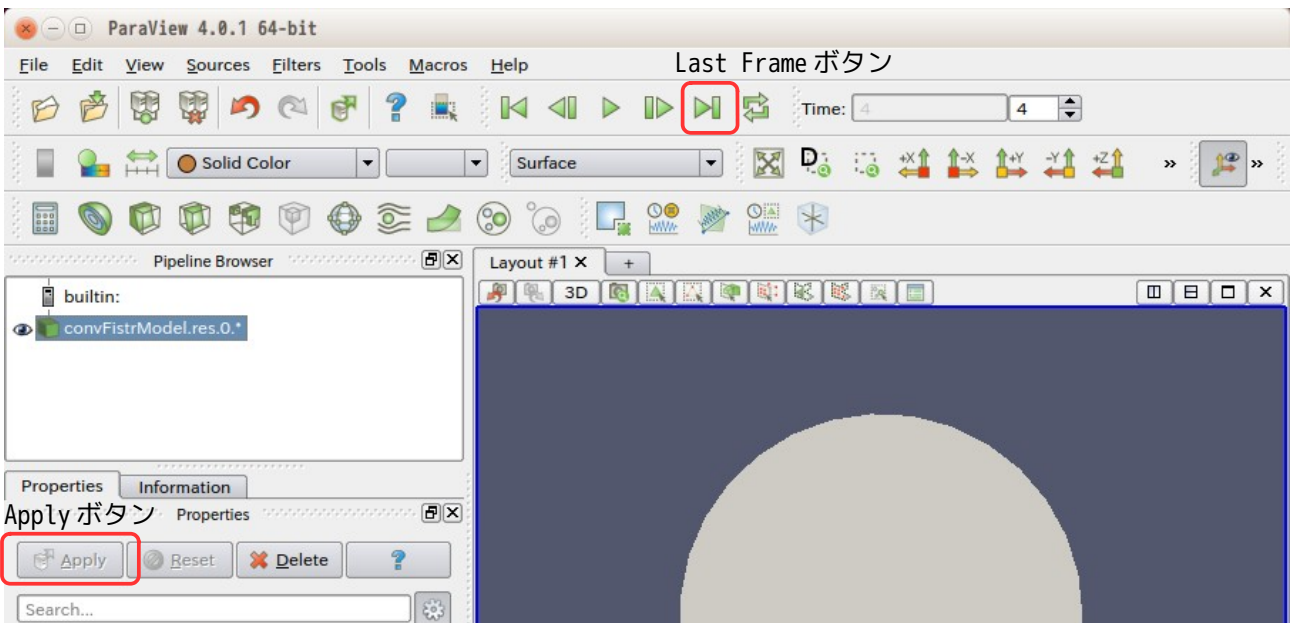 ParaView 4.0.1 64-bit
File Edit View Sources Filters Tools Macros Help
Last Frame ボタン
? Time: 4 4
Solid Color Surface D +X -X +Y -Y +Z »  »
Pipeline Browser
Layout #1 × +
builtin:
3D
convFistrModel.res.0.*
Properties Information
Apply ボタン Properties
Apply Reset Delete ?
Search...